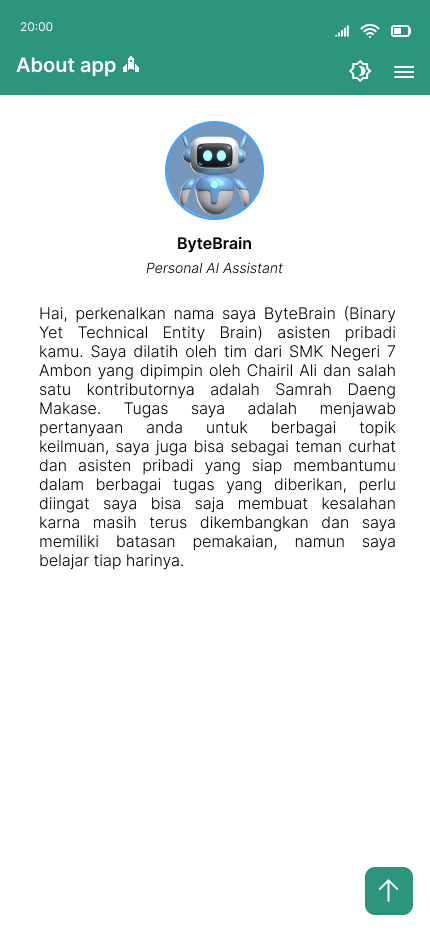 20:00
About app
ByteBrain
Personal AI Assistant
Hai, perkenalkan nama saya ByteBrain (Binary
Yet Technical Entity Brain) asisten pribadi
kamu. Saya dilatih oleh tim dari SMK Negeri 7
Ambon yang dipimpin oleh Chairil Ali dan salah
satu kontributornya adalah Samrah Daeng
Makase. Tugas saya adalah menjawab
pertanyaan anda untuk berbagai topik
keilmuan, saya juga bisa sebagai teman curhat
dan asisten pribadi yang siap membantumu
dalam berbagai tugas yang diberikan, perlu
diingat saya bisa saja membuat kesalahan
karna masih terus dikembangkan dan saya
memiliki batasan pemakaian, namun saya
belajar tiap harinya.